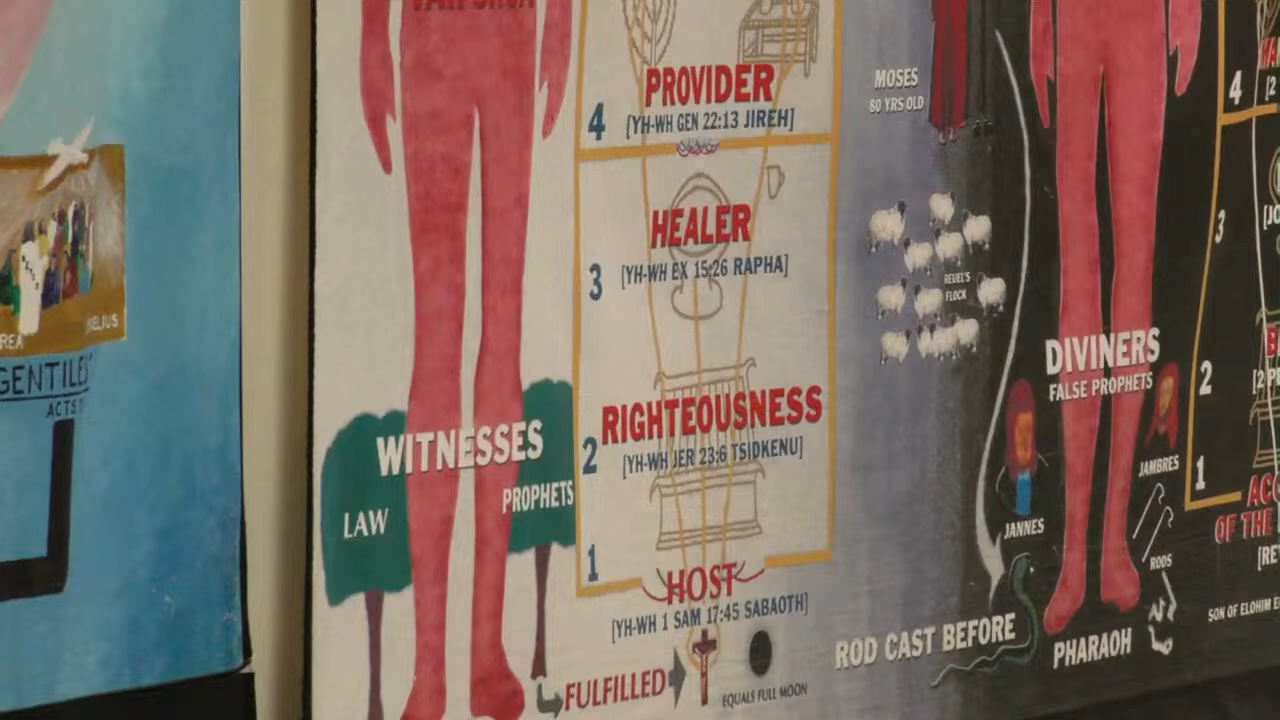 GENTILES
ACTS
PROVIDER
4 [YH-WH GEN 22:13 JIREH]
HEALER
3 [YH-WH EX 15:26 RAPHA]
RIGHTEOUSNESS
2 [YH-WH JER 23:6 TSIDKENU]
1
HOST
[YH-WH 1 SAM 17:45 SABAOTH]
WITNESSES
LAW
PROPHETS
FULFILLED
EQUALS FULL MOON
MOSES
80 YRS OLD
REUEL'S
FLOCK
DIVINERS
FALSE PROPHETS
JANNES
JAMBRES
RODS
ROD CAST BEFORE
PHARAOH
4
[2
3
2
1
OF THE
SON OF ELOHIM